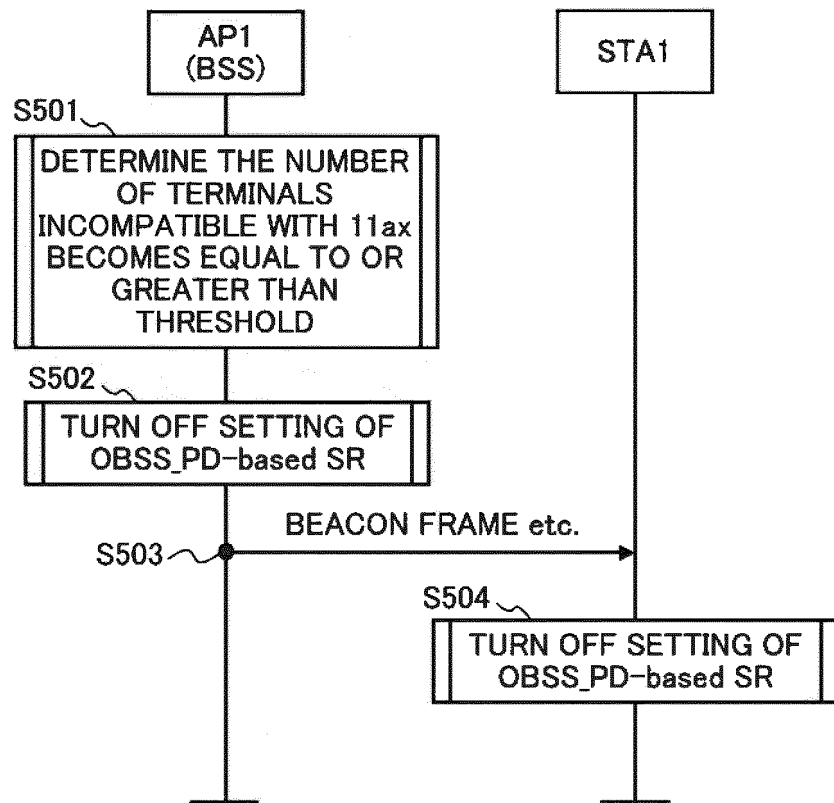 AP1
(BSS)
STA1
S501
DETERMINE THE NUMBER
OF TERMINALS
INCOMPATIBLE WITH 11ax
BECOMES EQUAL TO OR
GREATER THAN
THRESHOLD
S502
TURN OFF SETTING OF
OBSS_PD-based SR
BEACON FRAME etc.
S503
S504
TURN OFF SETTING OF
OBSS_PD-based SR